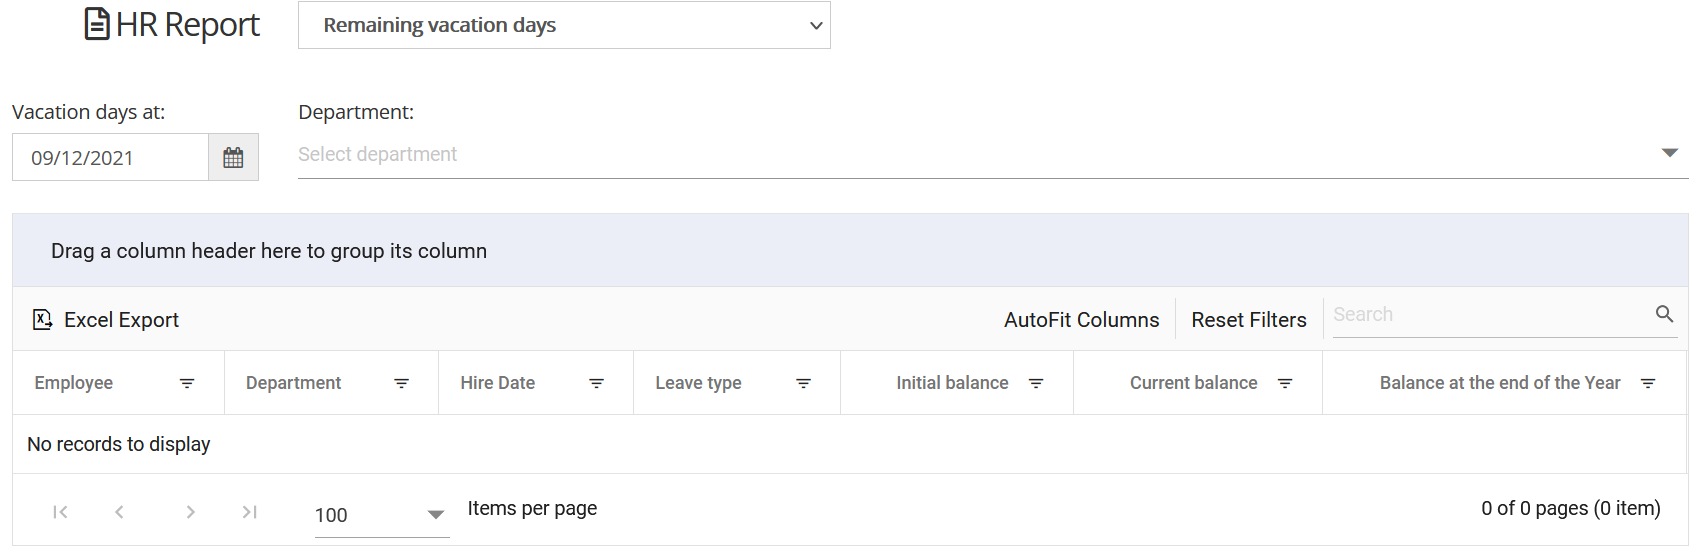 HR Report
Remaining vacation days
Vacation days at:
Department:
09/12/2021
Select department
Drag a column header here to group its column
Excel Export
AutoFit Columns
Reset Filters
Search
Employee
Department
Hire Date
Leave type
Initial balance
Current balance
Balance at the end of the Year
No records to display
100
Items per page
0 of 0 pages (0 item)